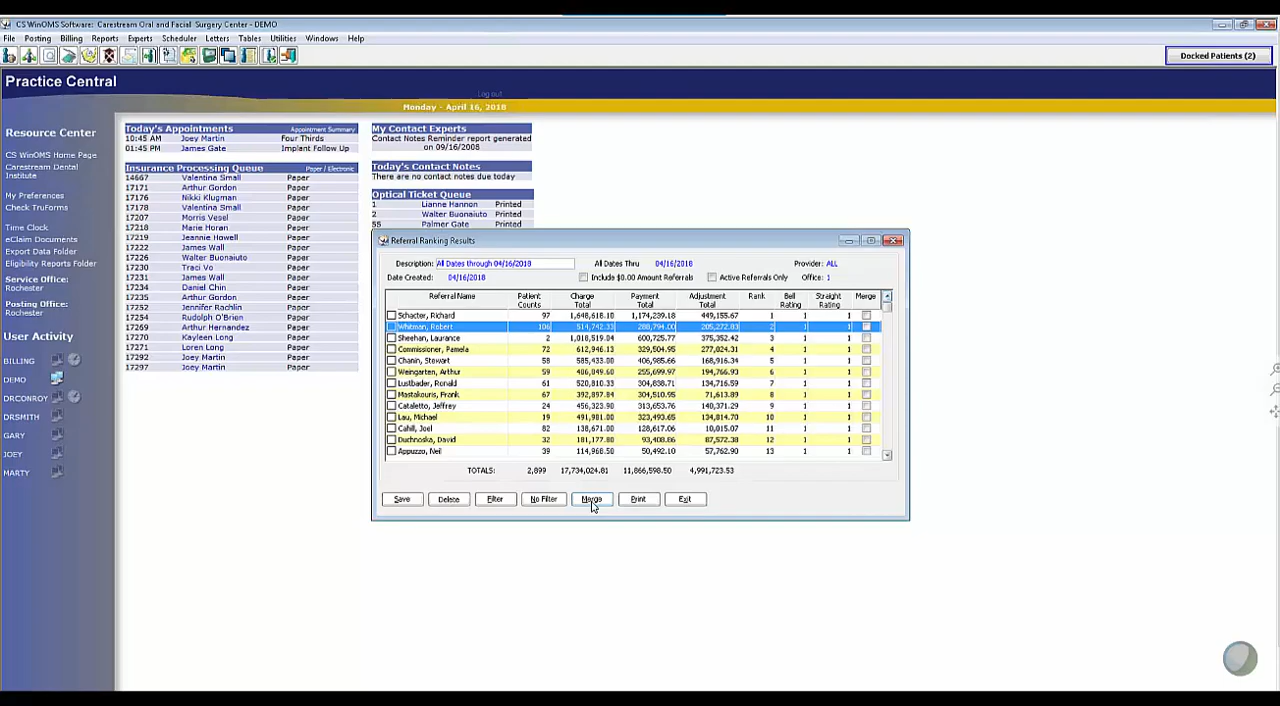 CS WinOMS Software: Carestream Oral and Facial Surgery Center - DEMO
File Posting Billing Reports Experts Scheduler Letters Tables Utilities Windows Help
Docked Patients (2)
Practice Central
Log out
Monday - April 16, 2018
Resource Center
CS WinOMS Home Page
Carestream Dental
Institute
My Preferences
Check TruForms
Time Clock
eClaim Documents
Export Data Folder
Eligibility Reports Folder
Service Office:
Rochester
Posting Office:
Rochester
User Activity
BILLING
DEMO
DRCONROY
DRSMITH
GARY
JOEY
MARTY
Today's Appointments Appointment Summary
10:45 AM Joey Martin Four Thirds
01:45 PM James Gate Implant Follow Up
Insurance Processing Queue Paper / Electronic
14667 Valentina Small Paper
17171 Arthur Gordon Paper
17176 Nikki Klugman Paper
17178 Valentina Small Paper
17207 Morris Vesel Paper
17218 Marie Horan Paper
17219 Jeannie Howell Paper
17222 James Wall Paper
17226 Walter Buonaiuto Paper
17230 Traci Vo Paper
17231 James Wall Paper
17234 Daniel Chin Paper
17235 Arthur Gordon Paper
17252 Jennifer Rachlin Paper
17254 Rudolph O'Brien Paper
17269 Arthur Hernandez Paper
17270 Kayleen Long Paper
17271 Loren Long Paper
17292 Joey Martin Paper
17297 Joey Martin Paper
My Contact Experts
Contact Notes Reminder report generated
on 09/16/2008
Today's Contact Notes
There are no contact notes due today
Optical Ticket Queue
1 Lianne Hannon Printed
2 Walter Buonaiuto Printed
55 Palmer Gate Printed
Referral Ranking Results
Description: All Dates through 04/16/2018 All Dates Thru 04/16/2018 Provider: ALL
Date Created: 04/16/2018 Include $0.00 Amount Referrals Active Referrals Only Office: 1
Referral Name Patient Counts Charge Total Payment Total Adjustment Total Rank Bell Rating Straight Rating Merge
Schacter, Richard 97 1,648,618.10 1,174,239.18 449,155.67 1 1 1
Whitman, Robert 106 514,742.33 288,794.00 205,272.83 2 1 1
Sheehan, Laurance 2 1,018,519.04 600,725.77 375,352.42 3 1 1
Commissioner, Pamela 72 612,946.13 329,504.95 277,024.31 4 1 1
Chanin, Stewart 58 585,433.00 406,985.66 168,916.34 5 1 1
Weingarten, Arthur 59 486,049.60 255,699.97 194,766.93 6 1 1
Lustbader, Ronald 61 520,810.33 304,838.71 134,716.59 7 1 1
Mastakouris, Frank 67 392,897.84 304,510.95 71,613.89 8 1 1
Cataletto, Jeffrey 24 456,323.90 313,653.76 140,371.29 9 1 1
Lau, Michael 19 491,981.00 323,493.65 134,814.70 10 1 1
Cahill, Joel 82 138,671.00 128,617.06 10,015.07 11 1 1
Duchnoska, David 32 181,177.80 93,408.86 87,572.38 12 1 1
Appuzzo, Neil 39 114,968.50 50,492.10 57,762.90 13 1 1
TOTALS: 2,899 17,734,024.81 11,866,598.50 4,991,723.53
Save Delete Filter No Filter Merge Print Exit